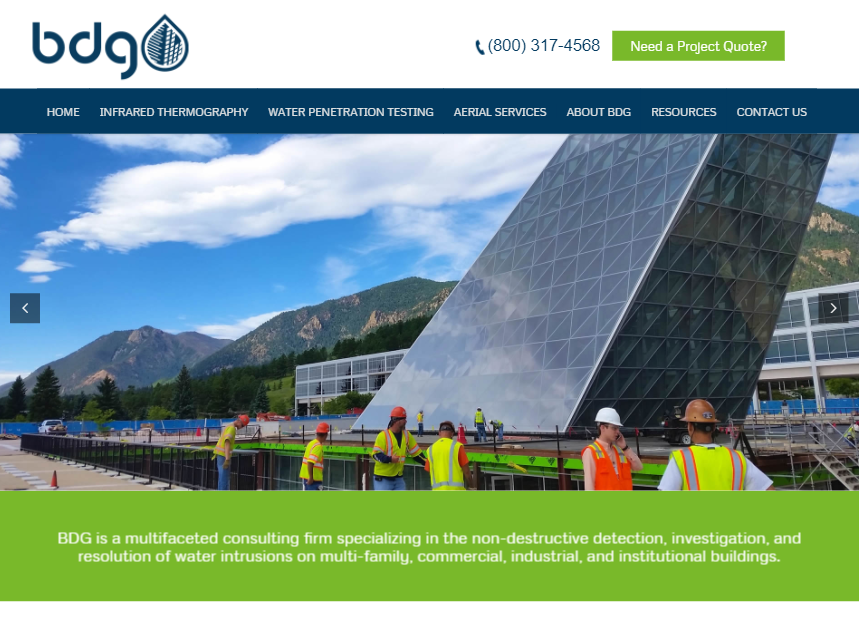 bdg
(800) 317-4568
Need a Project Quote?
HOME
INFRARED THERMOGRAPHY
WATER PENETRATION TESTING
AERIAL SERVICES
ABOUT BDG
RESOURCES
CONTACT US
BDG is a multifaceted consulting firm specializing in the non-destructive detection, investigation, and
resolution of water intrusions on multi-family, commercial, industrial, and institutional buildings.